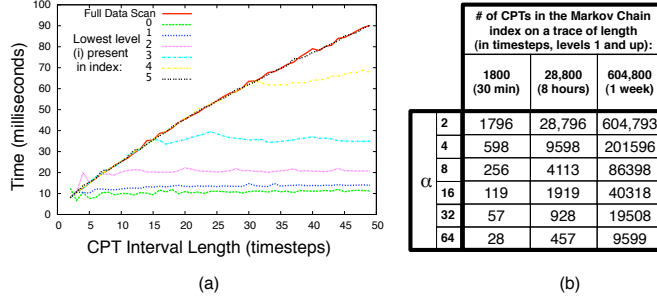 100
90
80
70
60
50
40
30
20
10
0
Time (milliseconds)
Full Data Scan
Lowest level
(i) present
in index:
0
1
2
3
4
5
0 5 10 15 20 25 30 35 40 45 50
CPT Interval Length (timesteps)
(a)
# of CPTs in the Markov Chain
index on a trace of length
(in timesteps, levels 1 and up):
1800 28,800 604,800
(30 min) (8 hours) (1 week)
α
2 1796 28,796 604,793
4 598 9598 201596
8 256 4113 86398
16 119 1919 40318
32 57 928 19508
64 28 457 9599
(b)